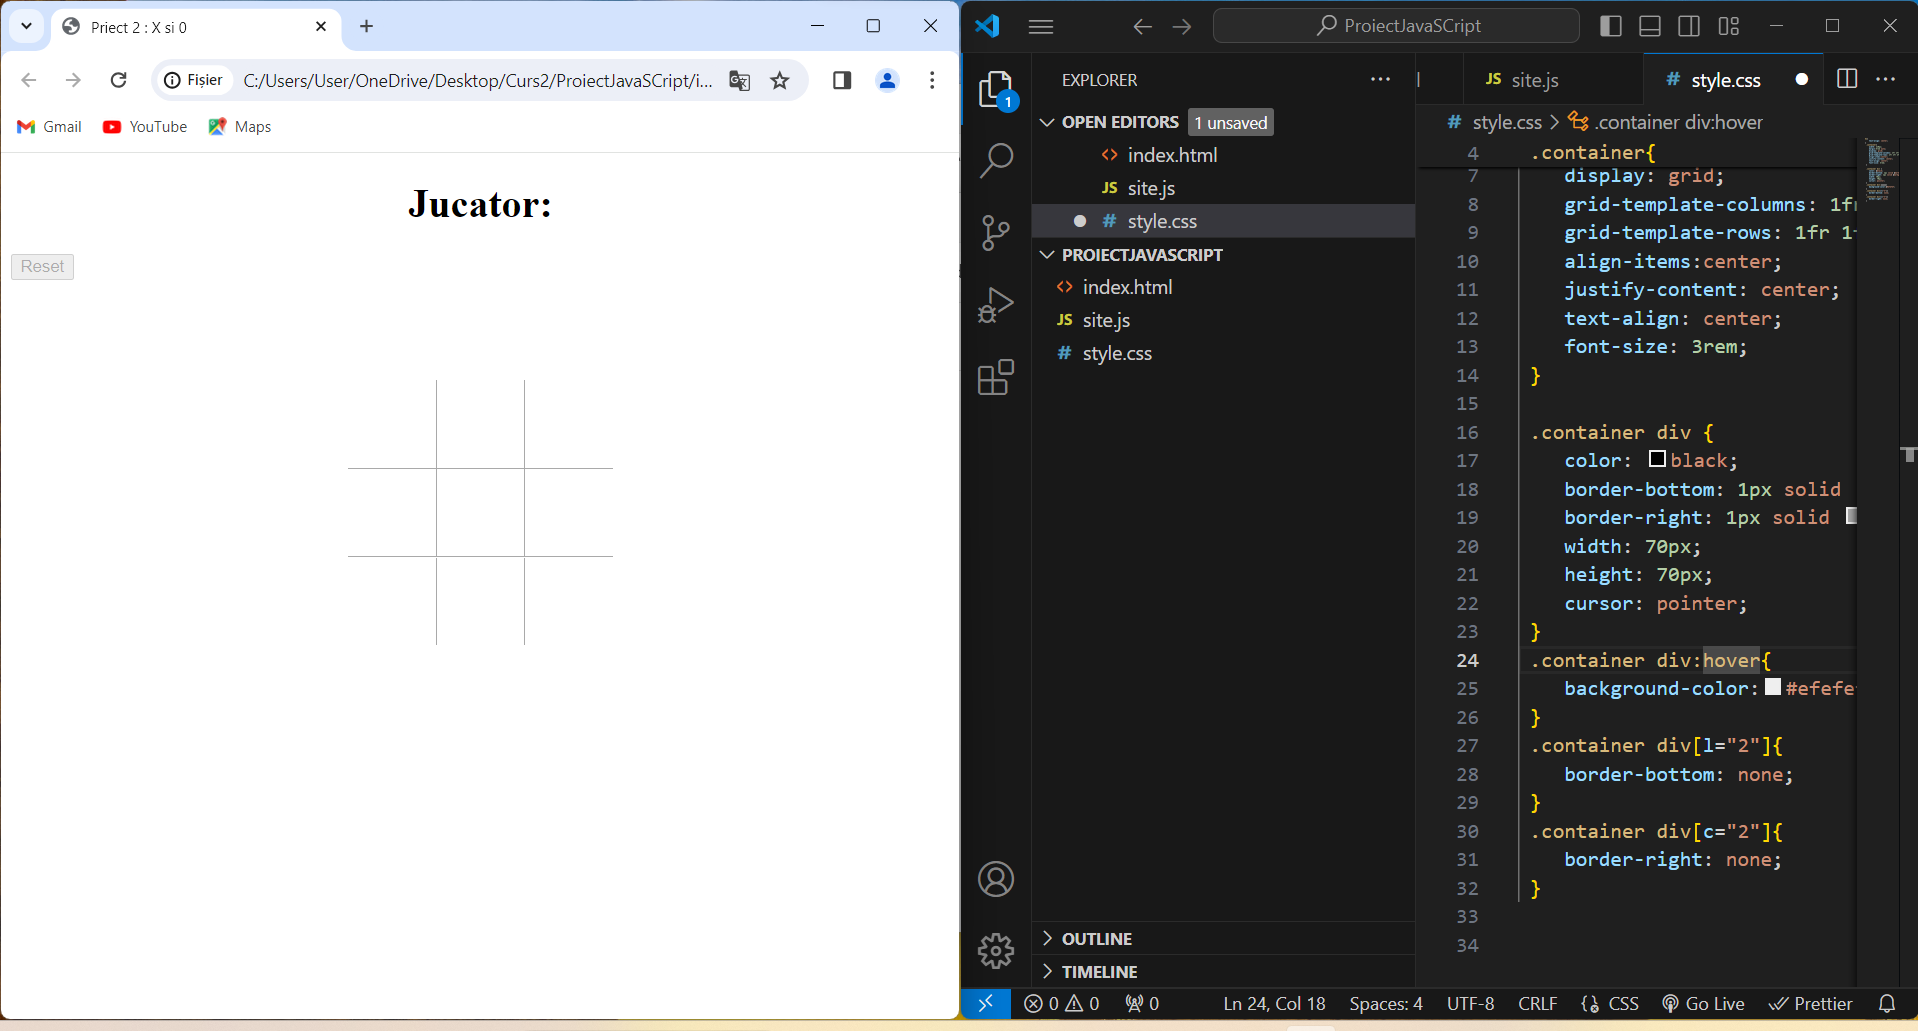 Priect 2 : X si 0
Fișier
C:/Users/User/OneDrive/Desktop/Curs2/ProiectJavaSCript/i...
Gmail
YouTube
Maps
Jucator:
Reset
ProiectJavaSCript
EXPLORER
OPEN EDITORS
1 unsaved
index.html
JS site.js
# style.css
PROIECTJAVASCRIPT
index.html
JS site.js
# style.css
OUTLINE
TIMELINE
1
JS site.js
# style.css
# style.css > .container div:hover
4 .container{
7 display: grid;
8 grid-template-columns: 1f
9 grid-template-rows: 1fr 1
10 align-items:center;
11 justify-content: center;
12 text-align: center;
13 font-size: 3rem;
14 }
15
16 .container div {
17 color: black;
18 border-bottom: 1px solid
19 border-right: 1px solid
20 width: 70px;
21 height: 70px;
22 cursor: pointer;
23 }
24 .container div:hover{
25 background-color: #efefe
26 }
27 .container div[l="2"]{
28 border-bottom: none;
29 }
30 .container div[c="2"]{
31 border-right: none;
32 }
33
34
0 0 0 Ln 24, Col 18 Spaces: 4 UTF-8 CRLF CSS Go Live Prettier